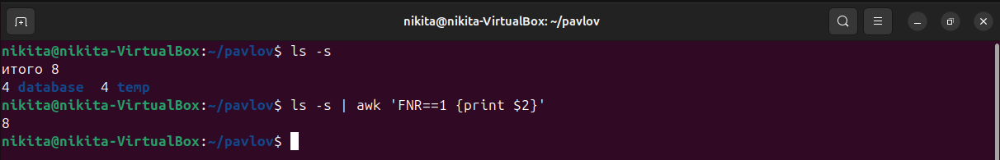 nikita@nikita-VirtualBox: ~/pavlov
nikita@nikita-VirtualBox:~/pavlov$ ls -s
итого 8
4 database  4 temp
nikita@nikita-VirtualBox:~/pavlov$ ls -s | awk 'FNR==1 {print $2}'
8
nikita@nikita-VirtualBox:~/pavlov$